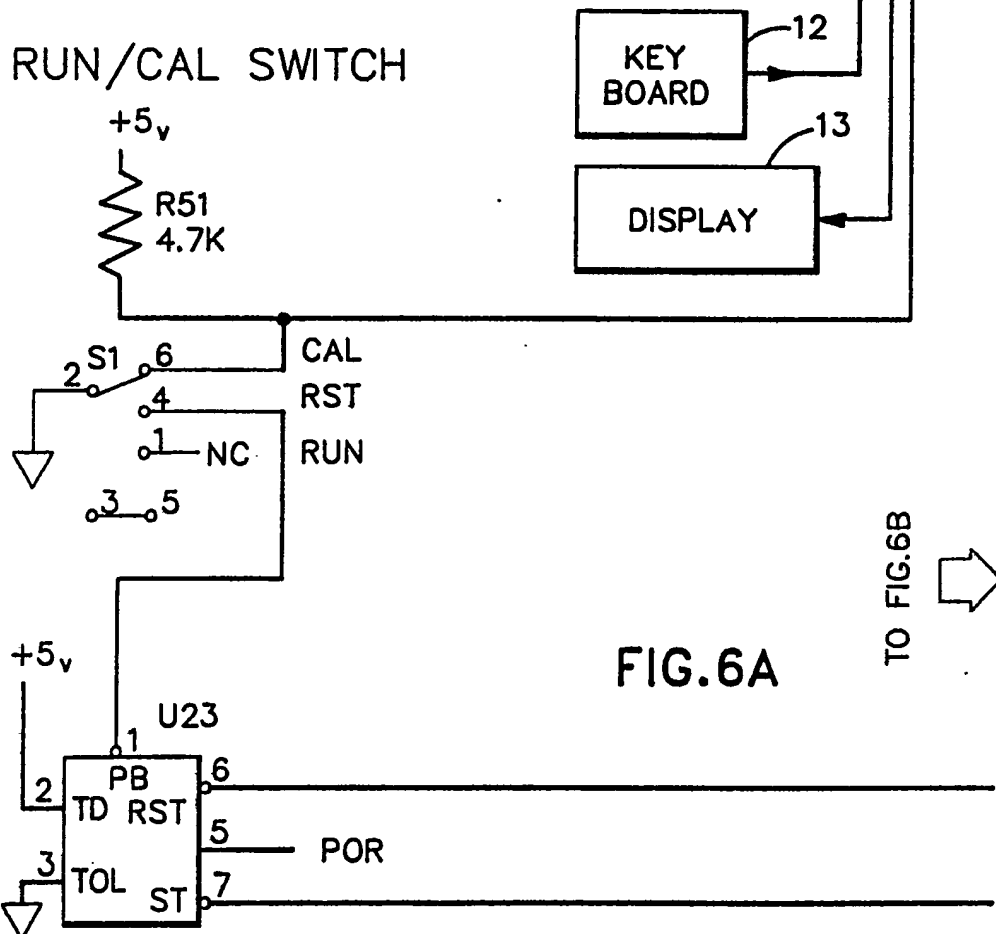 RUN/CAL SWITCH
+5v
R51
4.7K
KEY
BOARD
12
DISPLAY
13
S1
2
6
CAL
4
RST
1
NC
RUN
3
5
TO FIG.6B
FIG.6A
+5v
U23
1
PB
2
TD
RST
6
5
POR
3
TOL
ST
7